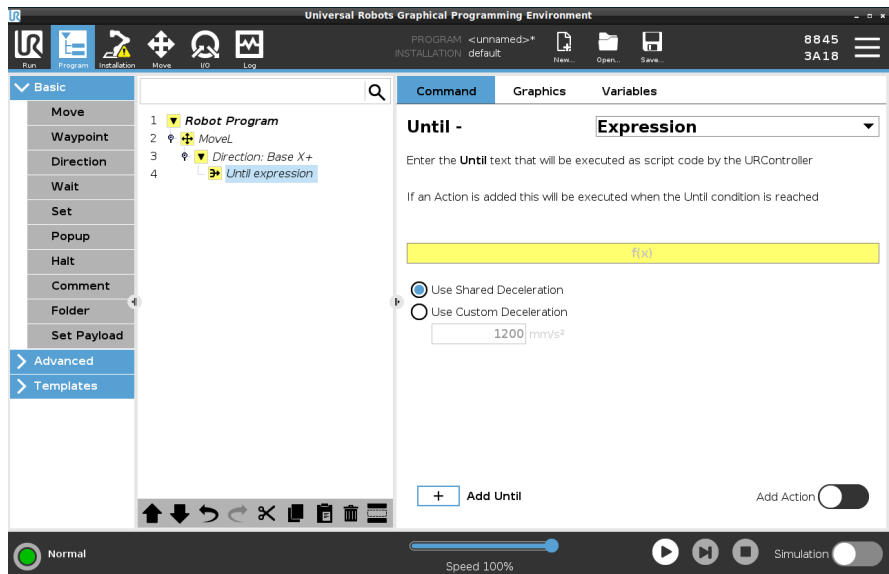 UR
Universal Robots Graphical Programming Environment
Run
Program
Installation
Move
I/O
Log
PROGRAM <unnamed>*
INSTALLATION default
New...
Open...
Save...
8845
3A18
Basic
Move
Waypoint
Direction
Wait
Set
Popup
Halt
Comment
Folder
Set Payload
Advanced
Templates
1 Robot Program
2 MoveL
3 Direction: Base X+
4 Until expression
Command Graphics Variables
Until - Expression
Enter the Until text that will be executed as script code by the URController
If an Action is added this will be executed when the Until condition is reached
f(x)
Use Shared Deceleration
Use Custom Deceleration
1200 mm/s²
+ Add Until
Add Action
Normal
Speed 100%
Simulation